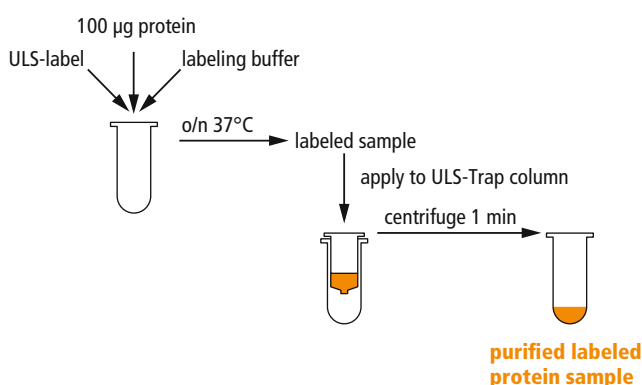 100 µg protein
ULS-label
labeling buffer
o/n 37°C
labeled sample
apply to ULS-Trap column
centrifuge 1 min
purified labeled
protein sample